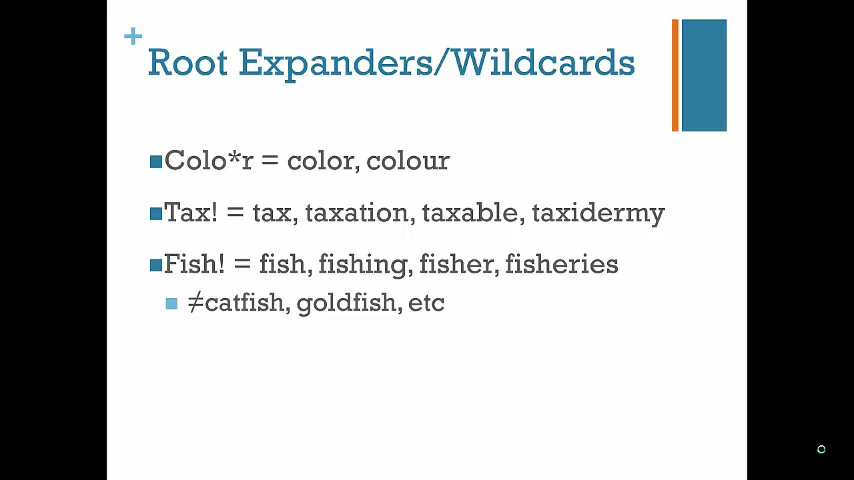 +
Root Expanders/Wildcards
Colo*r = color, colour
Tax! = tax, taxation, taxable, taxidermy
Fish! = fish, fishing, fisher, fisheries
≠catfish, goldfish, etc